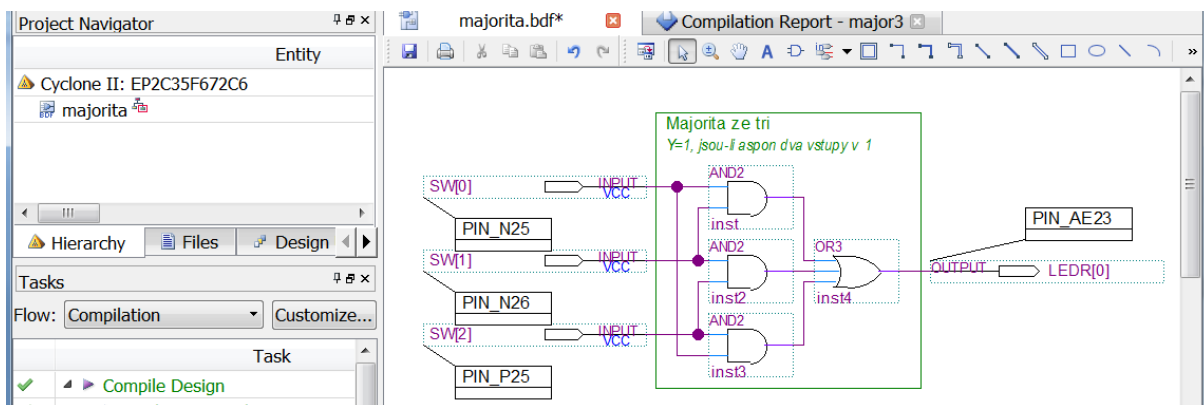 Project Navigator
Entity
Cyclone II: EP2C35F672C6
majorita
Hierarchy
Files
Design
Tasks
Flow:
Compilation
Customize...
Task
Compile Design
majorita.bdf*
Compilation Report - major3
A
»
Majorita ze tri
Y=1, jsou-li aspon dva vstupy v 1
SW[0]
INPUT
VCC
PIN_N25
SW[1]
INPUT
VCC
PIN_N26
SW[2]
INPUT
VCC
PIN_P25
AND2
inst
AND2
inst2
AND2
inst3
OR3
inst4
PIN_AE23
OUTPUT
LEDR[0]